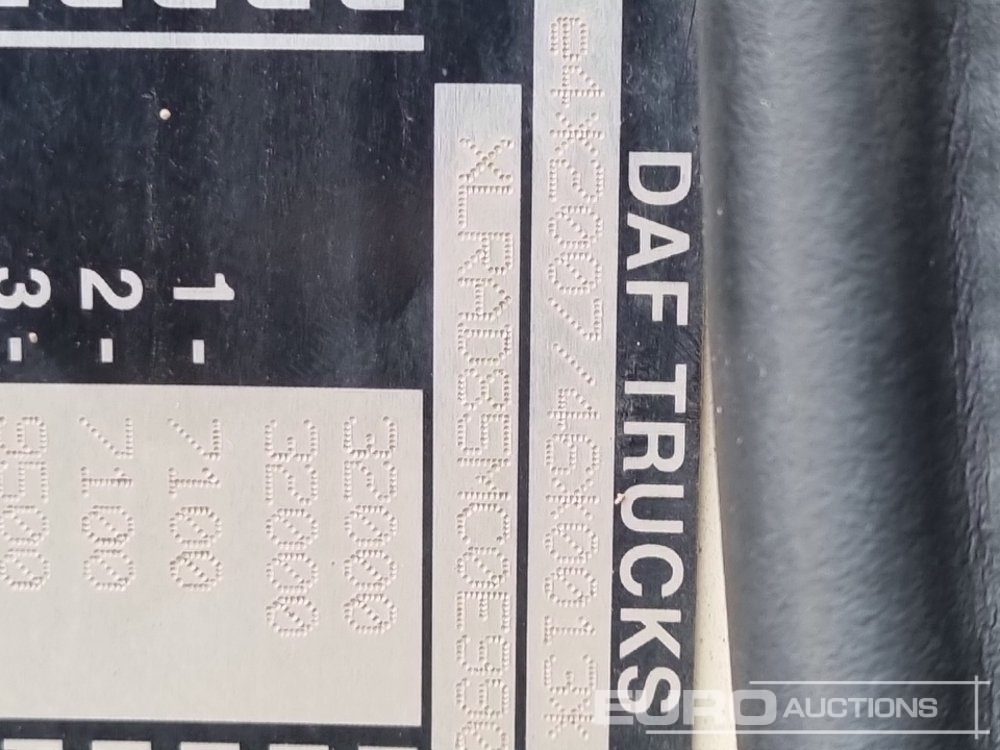 DAF TRUCKS
e4*2007/46*0013*
XLRAD85MC0E99
32000
32000
1- 7100
2- 7100
3- 9500
EURO AUCTIONS